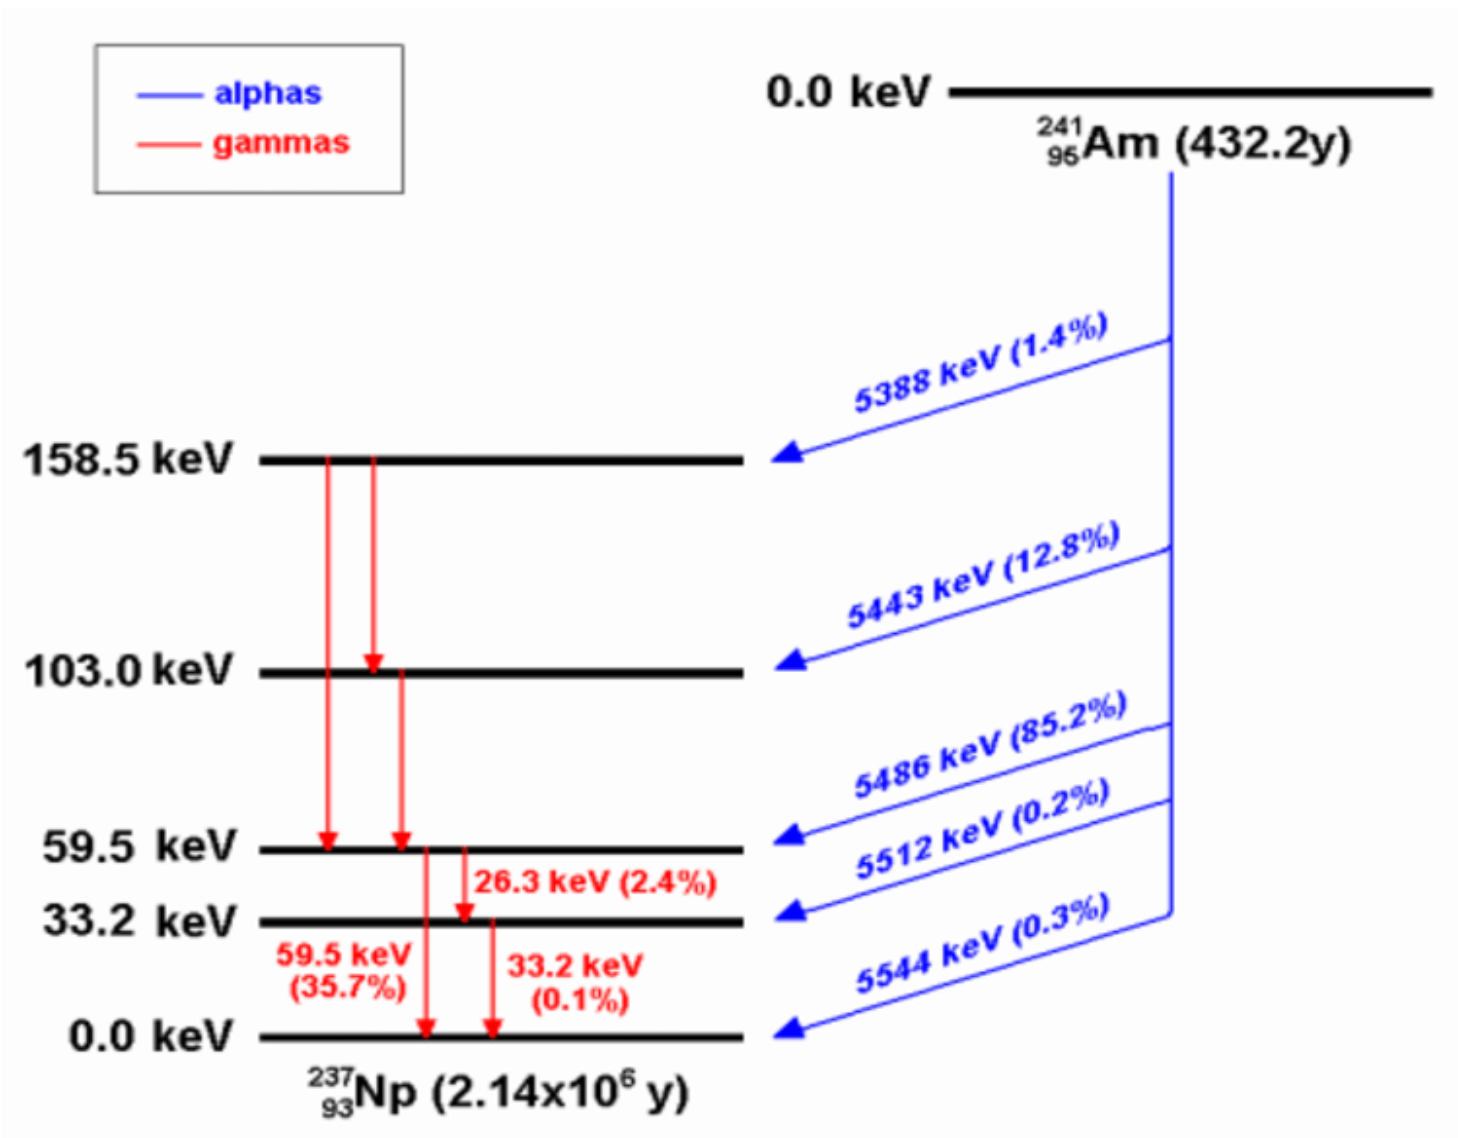 alphas
gammas
0.0 keV
241
95Am (432.2y)
5388 keV (1.4%)
158.5 keV
5443 keV (12.8%)
103.0 keV
5486 keV (85.2%)
59.5 keV
5512 keV (0.2%)
26.3 keV (2.4%)
33.2 keV
5544 keV (0.3%)
59.5 keV
(35.7%)
33.2 keV
(0.1%)
0.0 keV
237
93Np (2.14x10⁶ y)